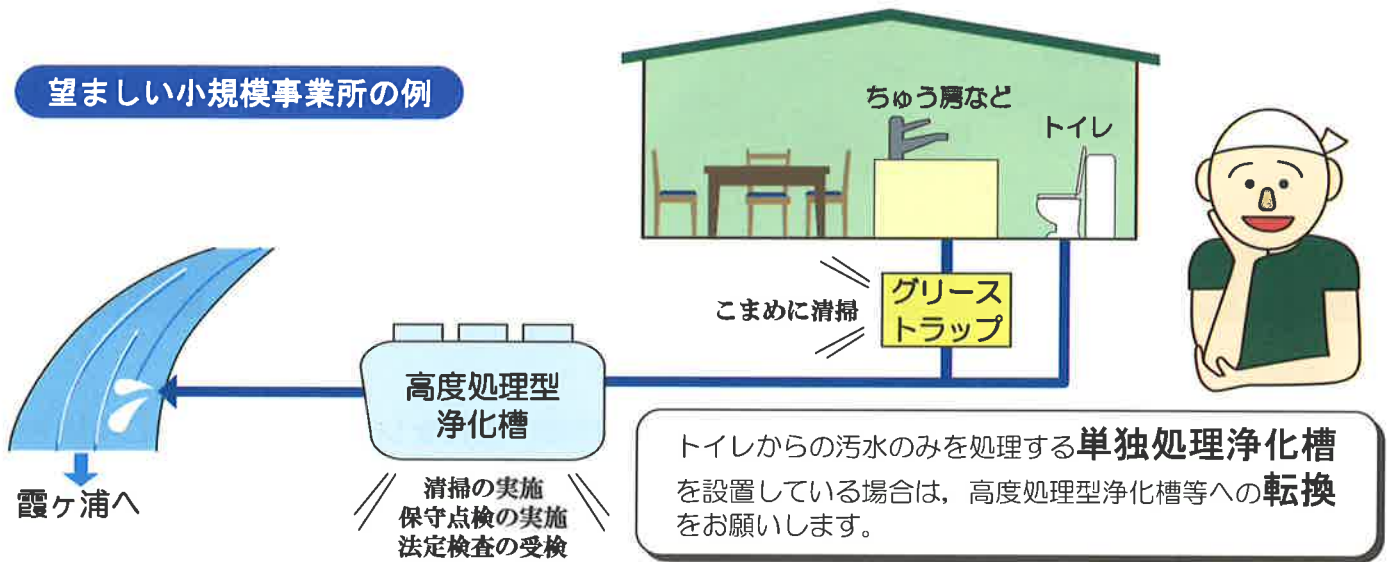 望ましい小規模事業所の例
ちゅう房など
トイレ
こまめに清掃
グリース
トラップ
高度処理型
浄化槽
清掃の実施
保守点検の実施
法定検査の受検
霞ヶ浦へ
トイレからの汚水のみを処理する単独処理浄化槽
を設置している場合は，高度処理型浄化槽等への転換
をお願いします。